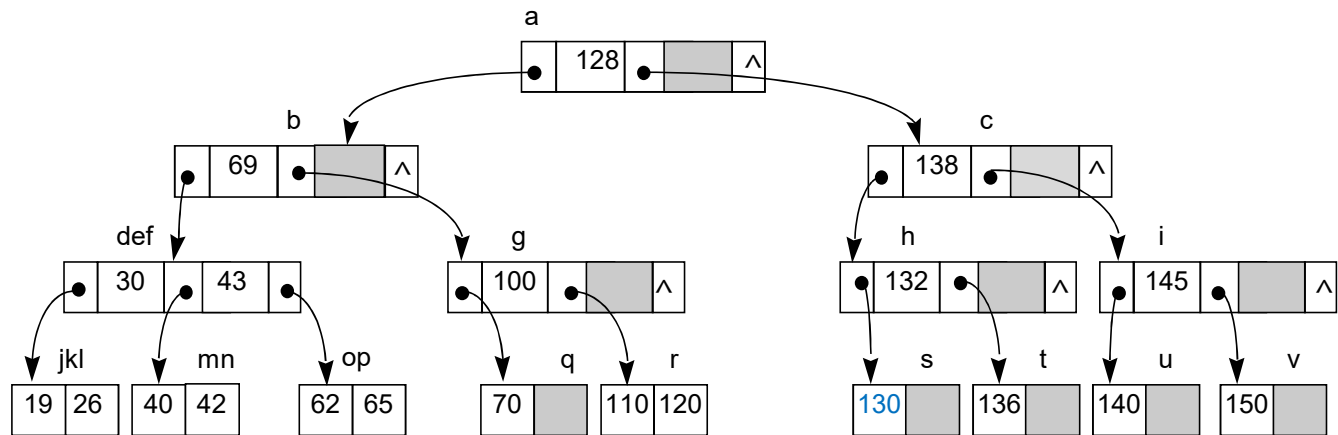 a
128 ^
b c
69 ^ 138 ^
def g h i
30 43 100 ^ 132 ^ 145 ^
jkl mn op q r s t u v
19 26 40 42 62 65 70 110 120 130 136 140 150